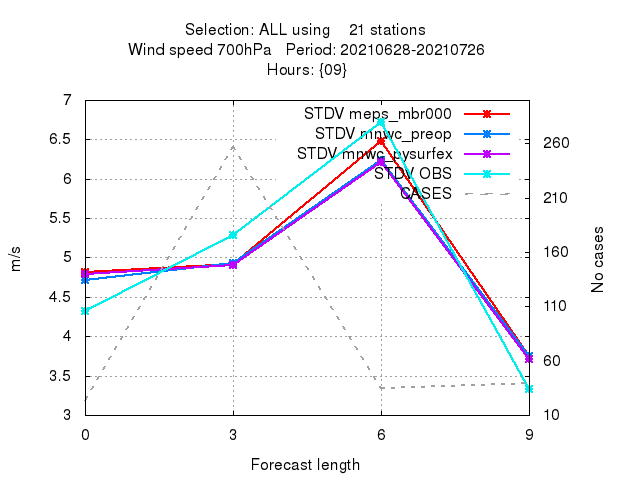 Selection: ALL using 21 stations
Wind speed 700hPa Period: 20210628-20210726
Hours: {09}
STDV meps_mbr000
STDV mnwc_preop
STDV mnwc_pysurfex
STDV OBS
CASES
7
6.5
6
5.5
5
4.5
4
3.5
3
260
210
160
110
60
10
0 3 6 9
m/s
No cases
Forecast length